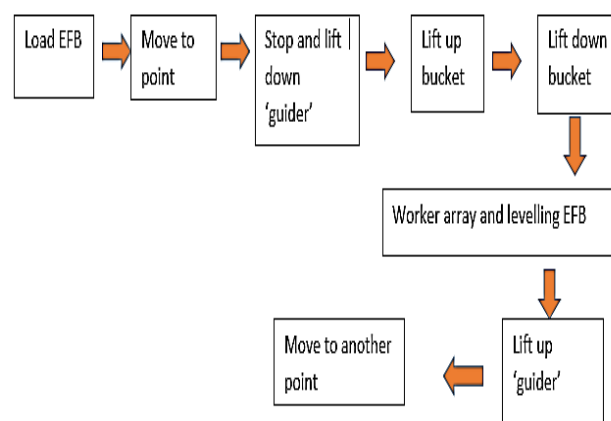 Load EFB
Move to
point
Stop and lift
down
‘guider’
Lift up
bucket
Lift down
bucket
Worker array and levelling EFB
Lift up
‘guider’
Move to another
point